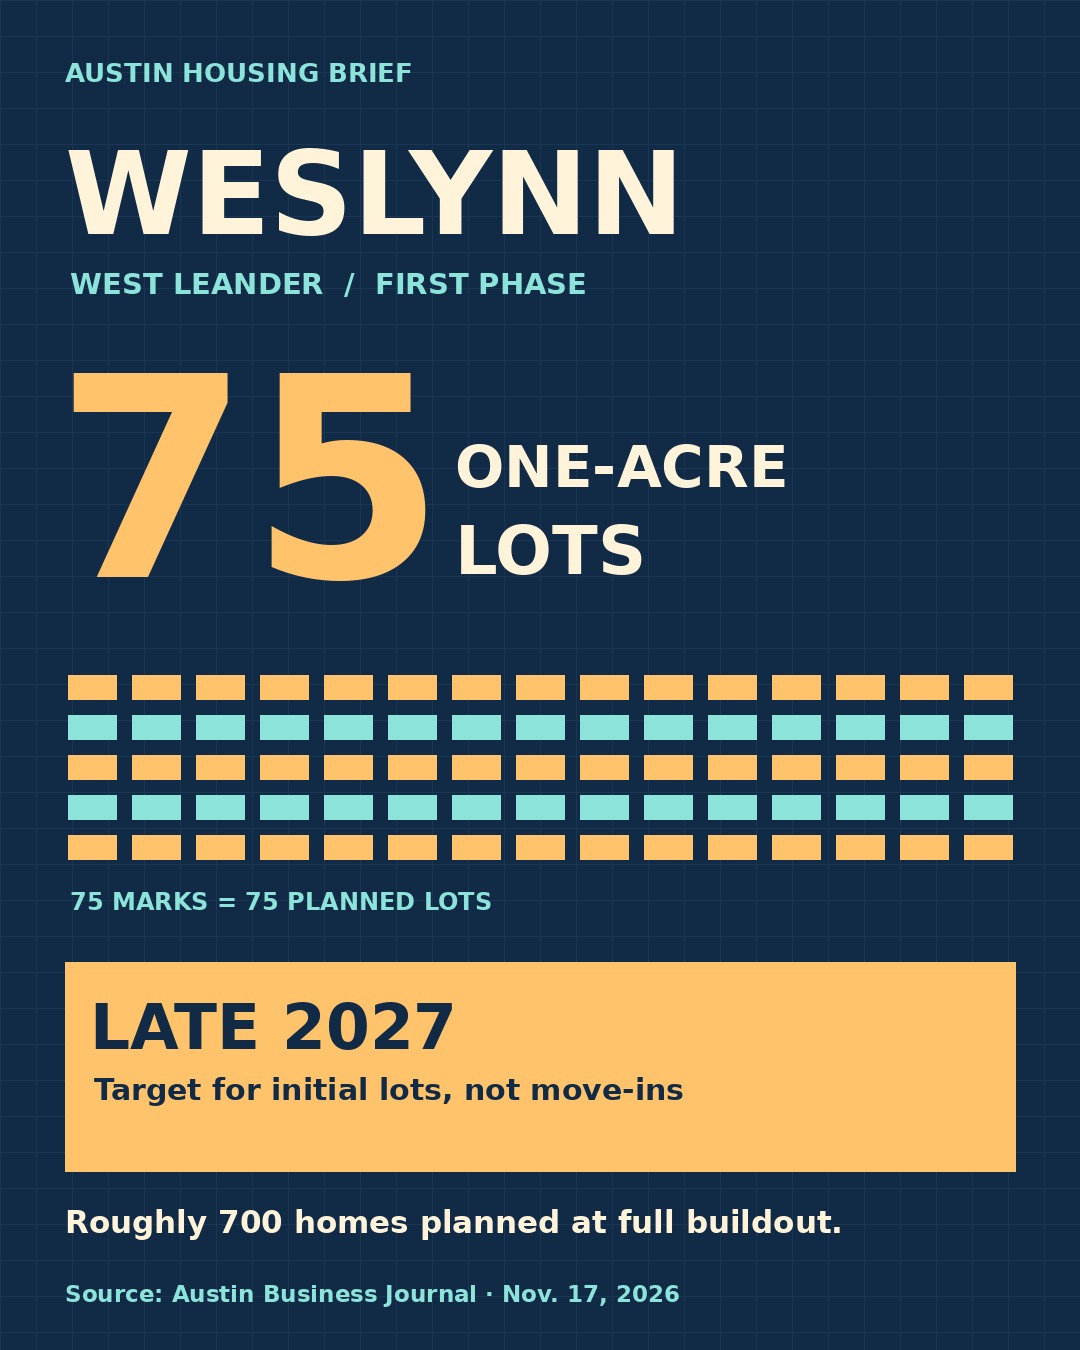 AUSTIN HOUSING BRIEF
WESLYNN
WEST LEANDER / FIRST PHASE
75
ONE-ACRE
LOTS
75 MARKS = 75 PLANNED LOTS
LATE 2027
Target for initial lots, not move-ins
Roughly 700 homes planned at full buildout.
Source: Austin Business Journal · Nov. 17, 2026